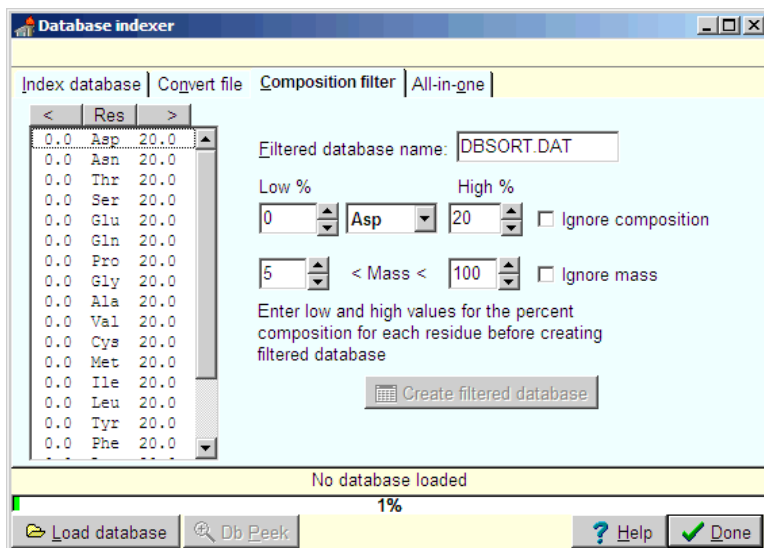 Database indexer
Index database Convert file Composition filter All-in-one
< Res >
0.0 Asp 20.0
0.0 Asn 20.0
0.0 Thr 20.0
0.0 Ser 20.0
0.0 Glu 20.0
0.0 Gln 20.0
0.0 Pro 20.0
0.0 Gly 20.0
0.0 Ala 20.0
0.0 Val 20.0
0.0 Cys 20.0
0.0 Met 20.0
0.0 Ile 20.0
0.0 Leu 20.0
0.0 Tyr 20.0
0.0 Phe 20.0
Filtered database name: DBSORT.DAT
Low % High %
0 Asp 20 Ignore composition
5 < Mass < 100 Ignore mass
Enter low and high values for the percent
composition for each residue before creating
filtered database
Create filtered database
No database loaded
1%
Load database Db Peek ? Help Done